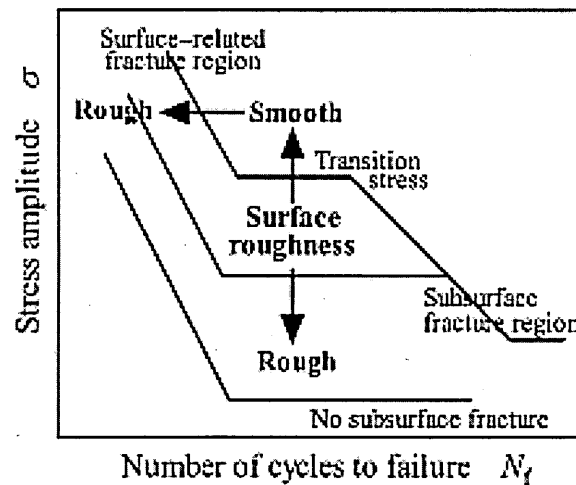 Surface-related
fracture region
Rough
Smooth
Transition
stress
Surface
roughness
Subsurface
fracture region
Rough
No subsurface fracture
Stress amplitude σ
Number of cycles to failure Nf